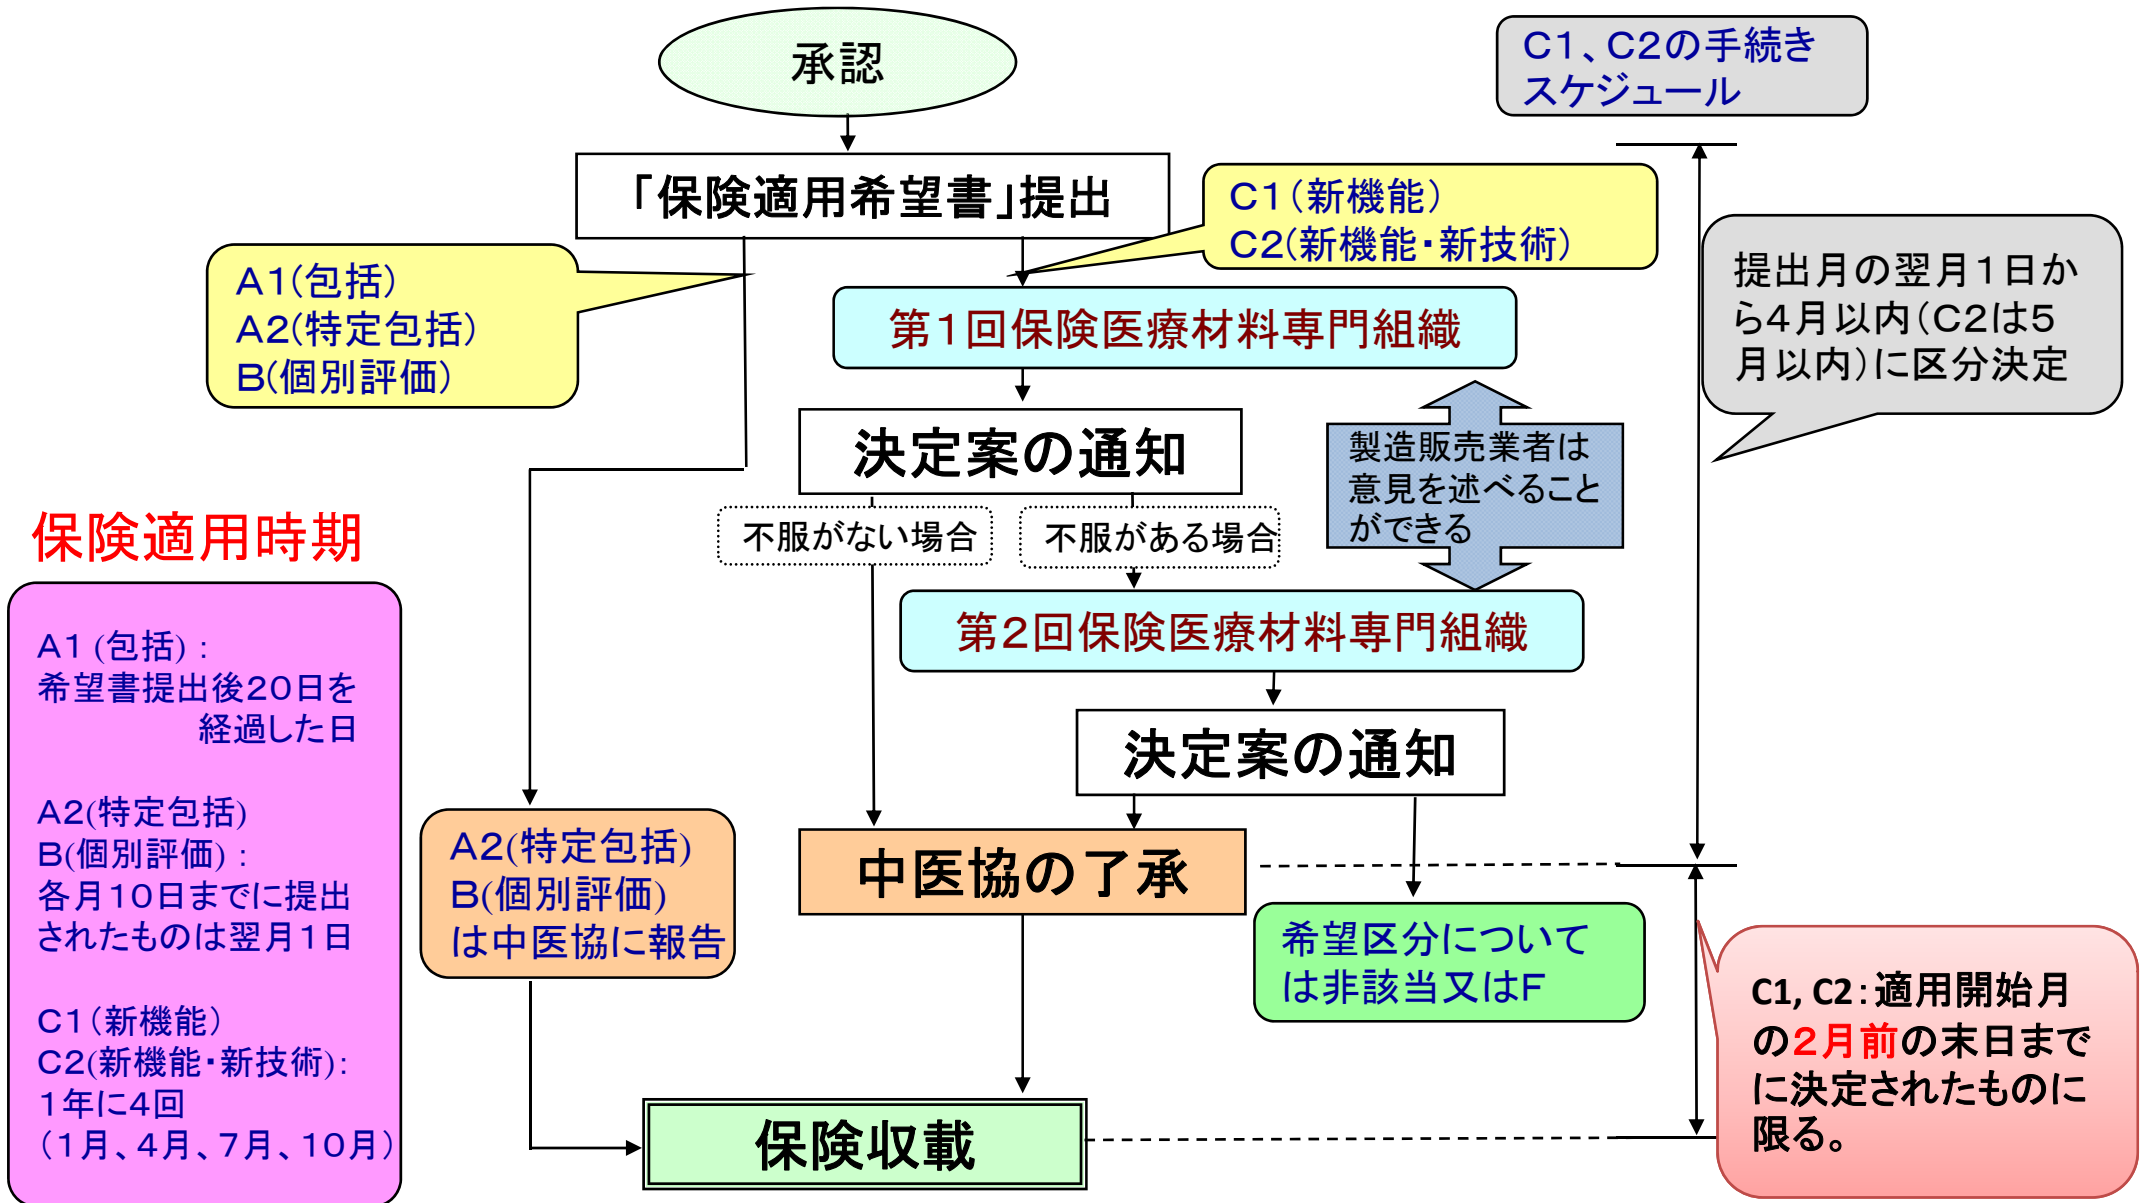 承認
C1、C2の手続き
スケジュール
「保険適用希望書」提出
C1（新機能）
C2(新機能・新技術）
A1(包括）
A2(特定包括）
B(個別評価）
提出月の翌月1日か
ら4月以内（C2は5
月以内）に区分決定
第1回保険医療材料専門組織
決定案の通知
製造販売業者は
意見を述べること
ができる
不服がない場合
不服がある場合
保険適用時期
第2回保険医療材料専門組織
A1 (包括)：
希望書提出後20日を
経過した日
A2(特定包括)
B(個別評価)：
各月10日までに提出
されたものは翌月1日
C1（新機能）
C2(新機能・新技術)：
1年に4回
（1月、4月、7月、10月）
決定案の通知
A2(特定包括)
B(個別評価)
は中医協に報告
中医協の了承
希望区分について
は非該当又はF
C1, C2：適用開始月
の2月前の末日まで
に決定されたものに
限る。
保険収載